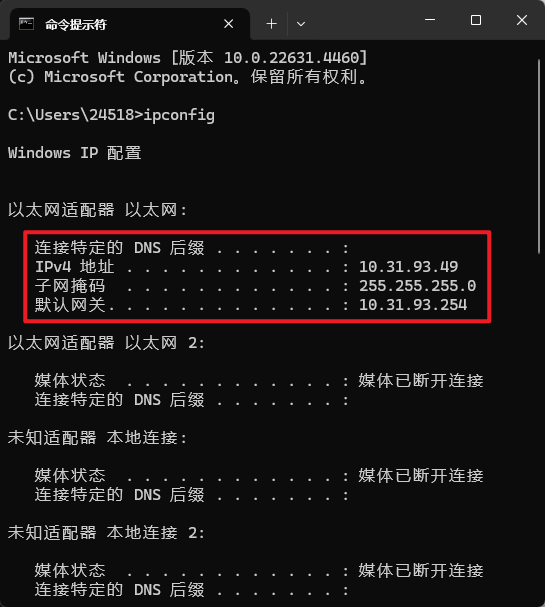 命令提示符
Microsoft Windows [版本 10.0.22631.4460]
(c) Microsoft Corporation。保留所有权利。
C:\Users\24518>ipconfig
Windows IP 配置
以太网适配器 以太网:
连接特定的 DNS 后缀 . . . . . . . :
IPv4 地址 . . . . . . . . . . . . : 10.31.93.49
子网掩码 . . . . . . . . . . . . : 255.255.255.0
默认网关. . . . . . . . . . . . . : 10.31.93.254
以太网适配器 以太网 2:
媒体状态 . . . . . . . . . . . . : 媒体已断开连接
连接特定的 DNS 后缀 . . . . . . . :
未知适配器 本地连接:
媒体状态 . . . . . . . . . . . . : 媒体已断开连接
连接特定的 DNS 后缀 . . . . . . . :
未知适配器 本地连接 2:
媒体状态 . . . . . . . . . . . . : 媒体已断开连接
连接特定的 DNS 后缀 . . . . . . . :